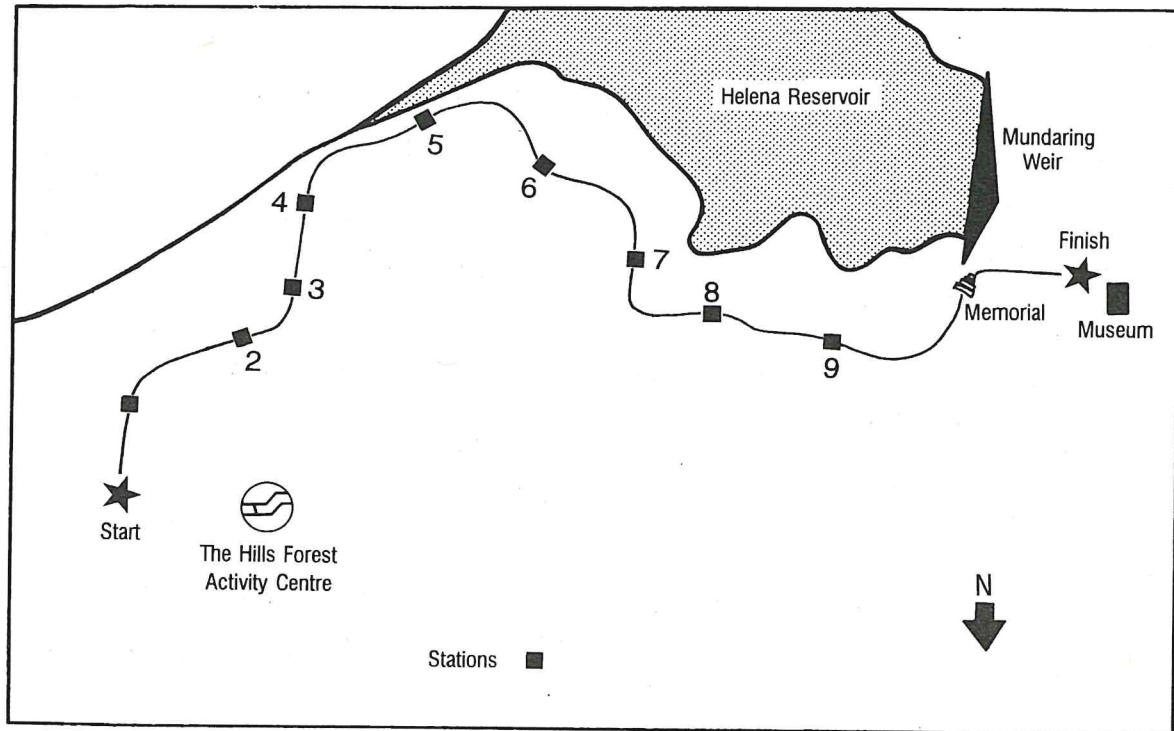 Helena Reservoir
Mundaring
Weir
5
6
4
Finish
7
3
8
Memorial
Museum
2
9
Start
The Hills Forest
Activity Centre
N
Stations